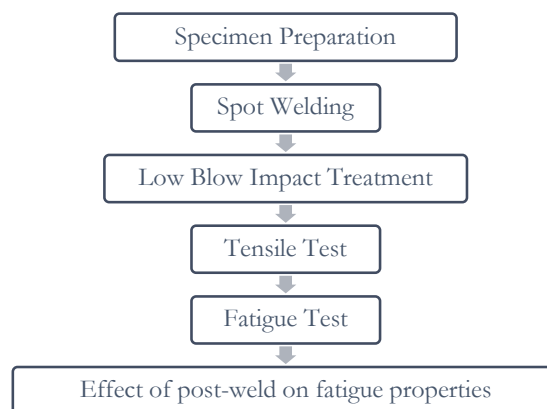 Specimen Preparation
Spot Welding
Low Blow Impact Treatment
Tensile Test
Fatigue Test
Effect of post-weld on fatigue properties